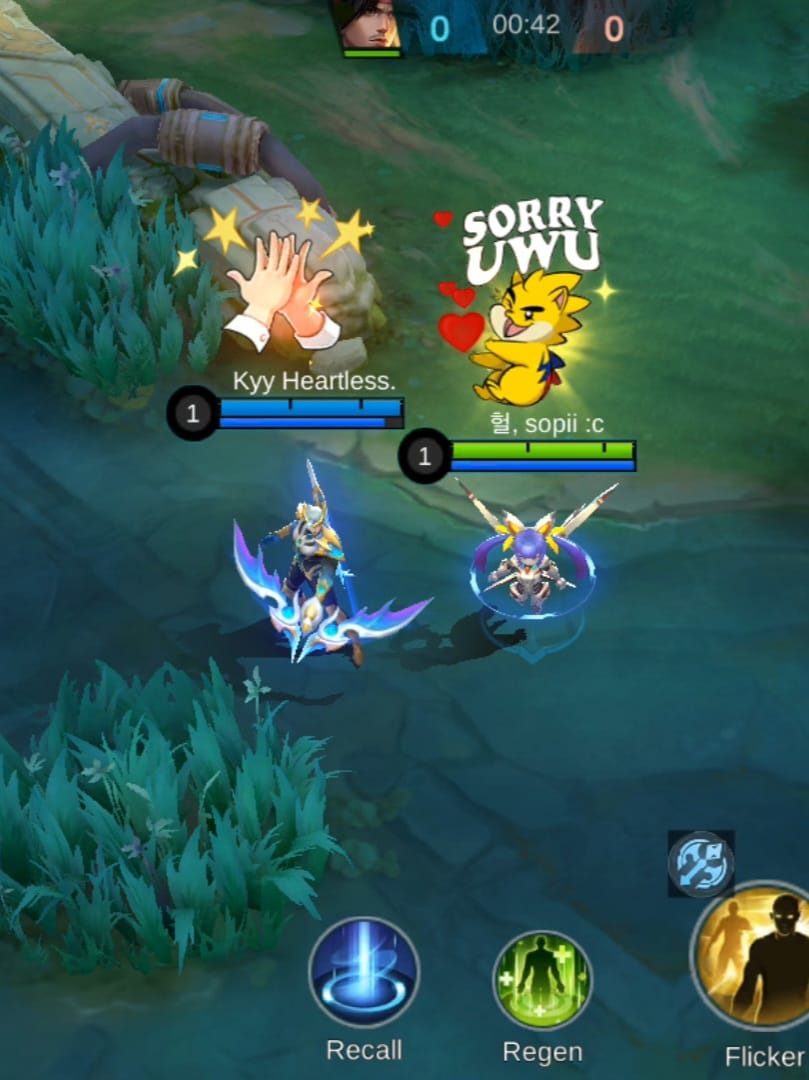 0 00:42 0
SORRY
UWU
Kyy Heartless.
1
헐, sopii :c
1
Recall
Regen
Flicker